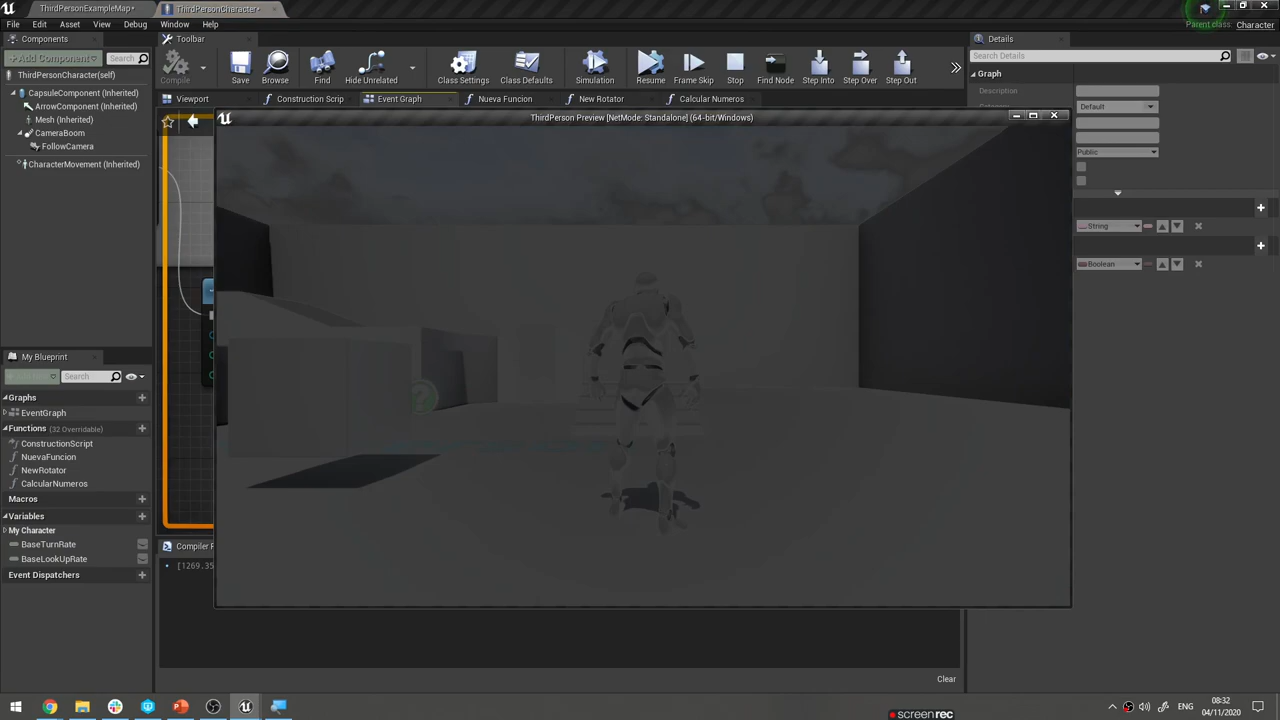 ThirdPersonExampleMap*
ThirdPersonCharacter*
Parent class: Character
File Edit Asset View Debug Window Help
Components
Toolbar
Details
+ Add Component
Search
Search Details
ThirdPersonCharacter(self)
Compile
Save
Browse
Find
Hide Unrelated
Class Settings
Class Defaults
Simulation
Resume
Frame Skip
Stop
Find Node
Step Into
Step Over
Step Out
Graph
CapsuleComponent (Inherited)
Description
ArrowComponent (Inherited)
Viewport
Construction Scrip
Event Graph
Nueva Funcion
New Rotator
Calcular Numeros
Default
Mesh (Inherited)
ThirdPerson Preview [NetMode: Standalone] (64-bit/Windows)
CameraBoom
FollowCamera
Public
CharacterMovement (Inherited)
String
Boolean
My Blueprint
Search
Graphs
EventGraph
Functions (32 Overridable)
ConstructionScript
NuevaFuncion
NewRotator
CalcularNumeros
Macros
Variables
My Character
BaseTurnRate
Compiler R
BaseLookUpRate
[1269.35
Event Dispatchers
Clear
08:32
ENG
04/11/2020
screenrec